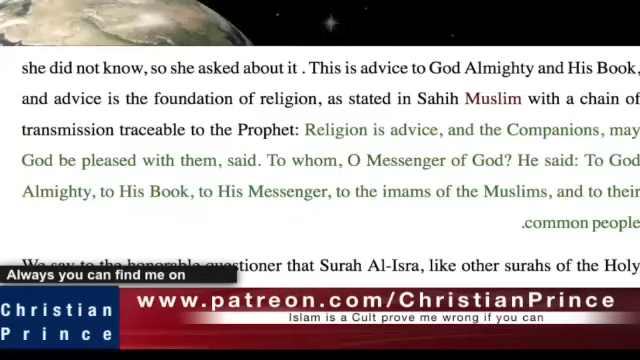 she did not know, so she asked about it . This is advice to God Almighty and His Book,
and advice is the foundation of religion, as stated in Sahih Muslim with a chain of
transmission traceable to the Prophet: Religion is advice, and the Companions, may
God be pleased with them, said. To whom, O Messenger of God? He said: To God
Almighty, to His Book, to His Messenger, to the imams of the Muslims, and to their
.common people
We say to the honorable questioner that Surah Al-Isra, like other surahs of the Holy
Always you can find me on
Christian
Prince
www.patreon.com/ChristianPrince
Islam is a Cult prove me wrong if you can